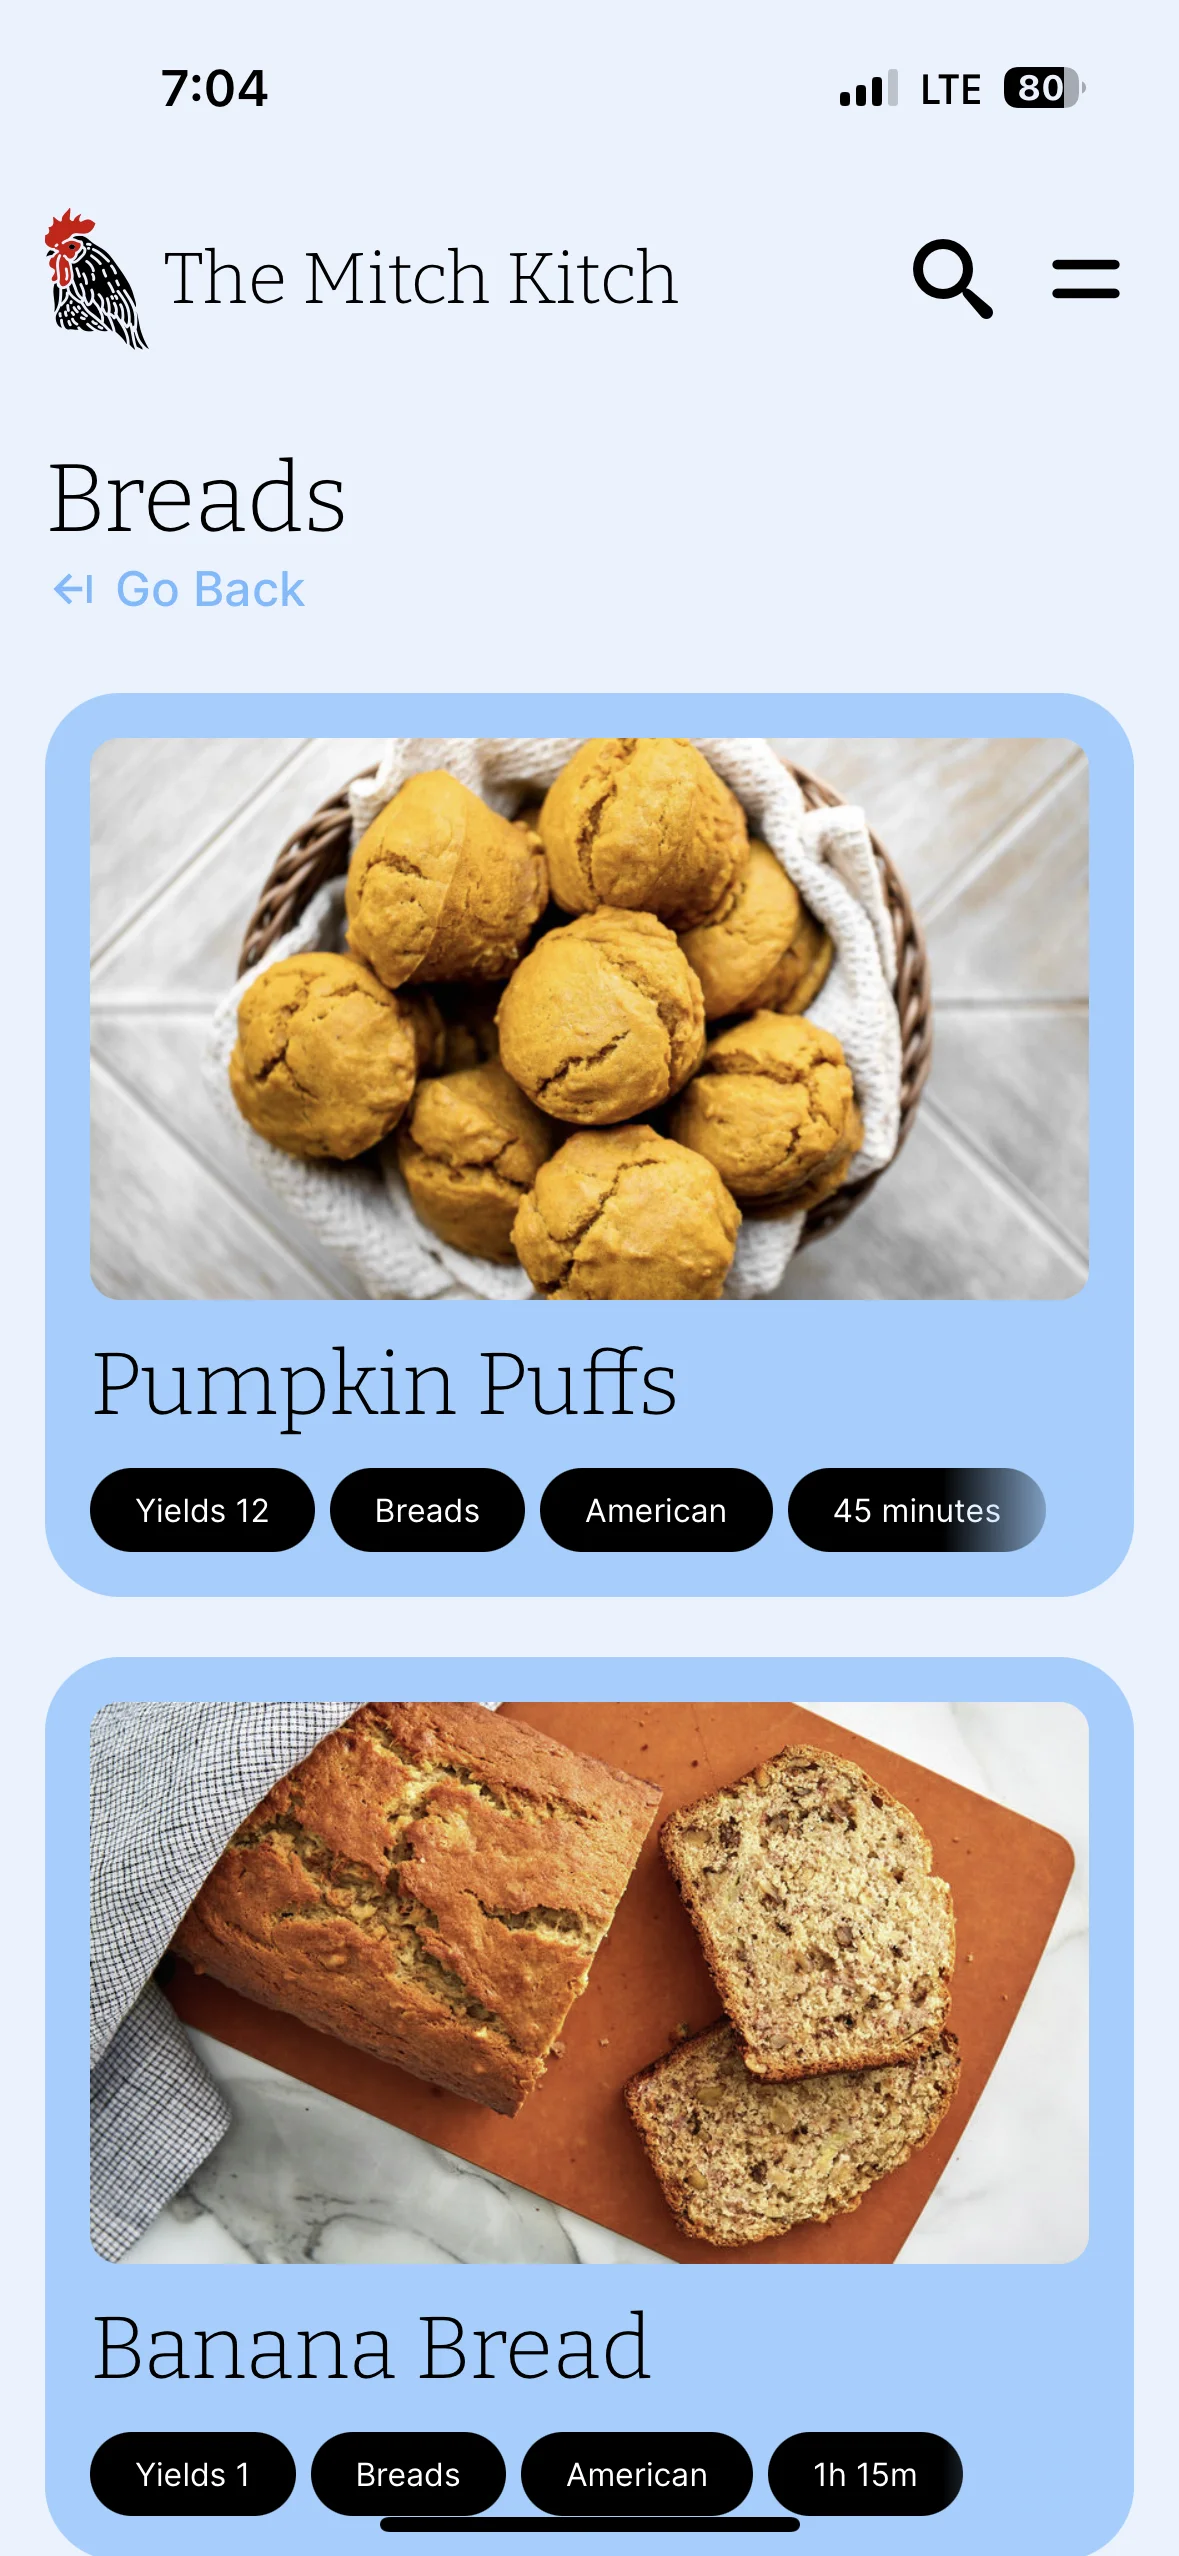 7:04 LTE 80
The Mitch Kitch
Breads
Go Back
Pumpkin Puffs
Yields 12 Breads American 45 minutes
Banana Bread
Yields 1 Breads American 1h 15m